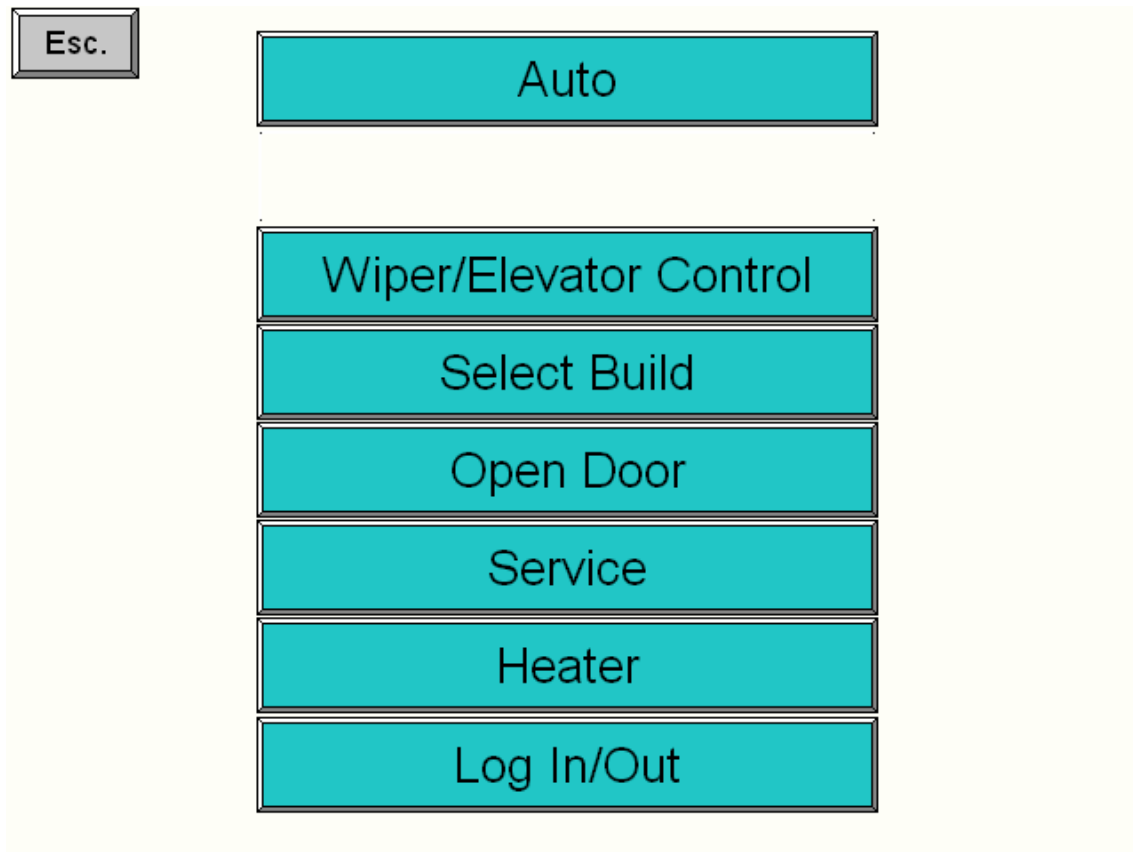 Esc.
Auto
Wiper/Elevator Control
Select Build
Open Door
Service
Heater
Log In/Out